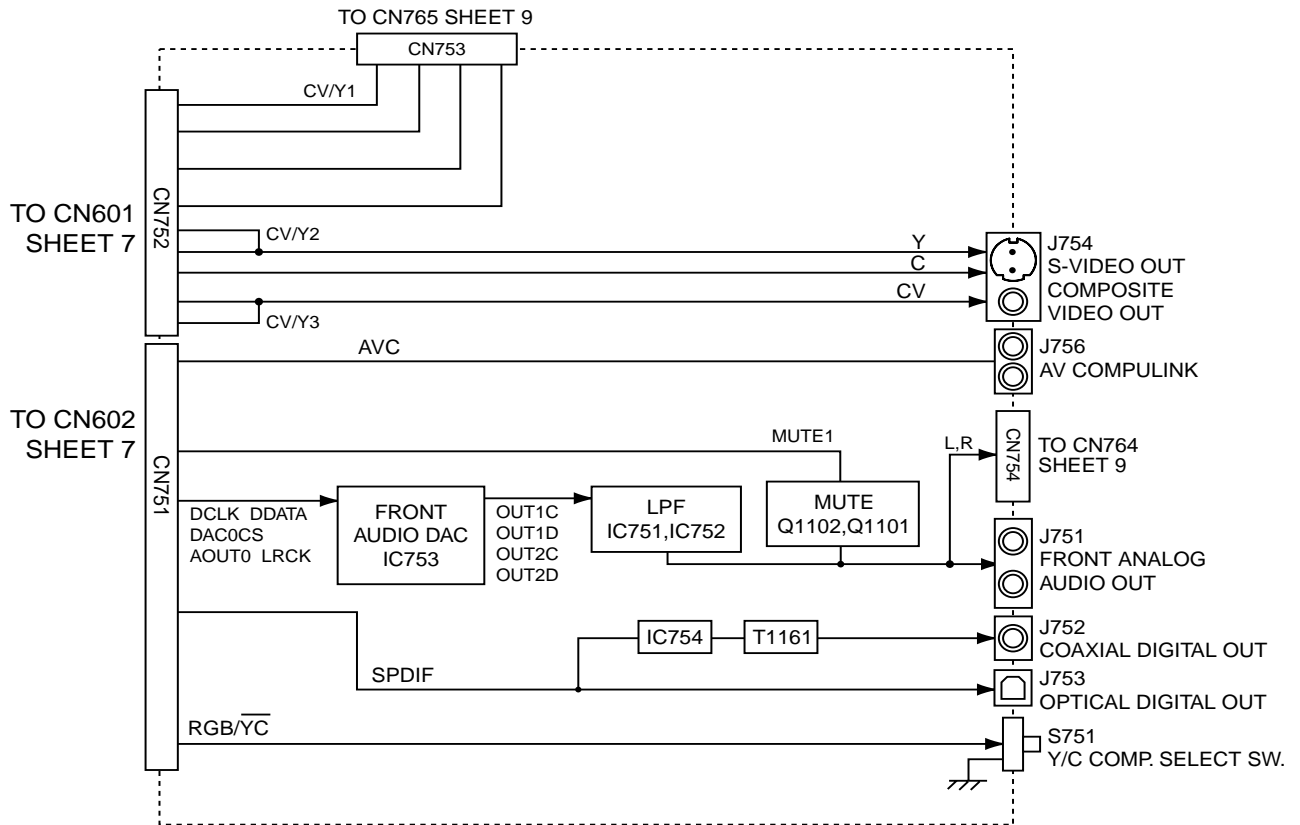 TO CN765 SHEET 9
CN753
CV/Y1
CN752
TO CN601
SHEET 7
CV/Y2
Y
C
CV
CV/Y3
J754
S-VIDEO OUT
COMPOSITE
VIDEO OUT
AVC
J756
AV COMPULINK
TO CN602
SHEET 7
CN751
MUTE1
L,R
CN754
TO CN764
SHEET 9
DCLK DDATA
DAC0CS
AOUT0 LRCK
FRONT
AUDIO DAC
IC753
OUT1C
OUT1D
OUT2C
OUT2D
LPF
IC751,IC752
MUTE
Q1102,Q1101
J751
FRONT ANALOG
AUDIO OUT
IC754
T1161
J752
COAXIAL DIGITAL OUT
SPDIF
J753
OPTICAL DIGITAL OUT
RGB/Y̅C̅
S751
Y/C COMP. SELECT SW.